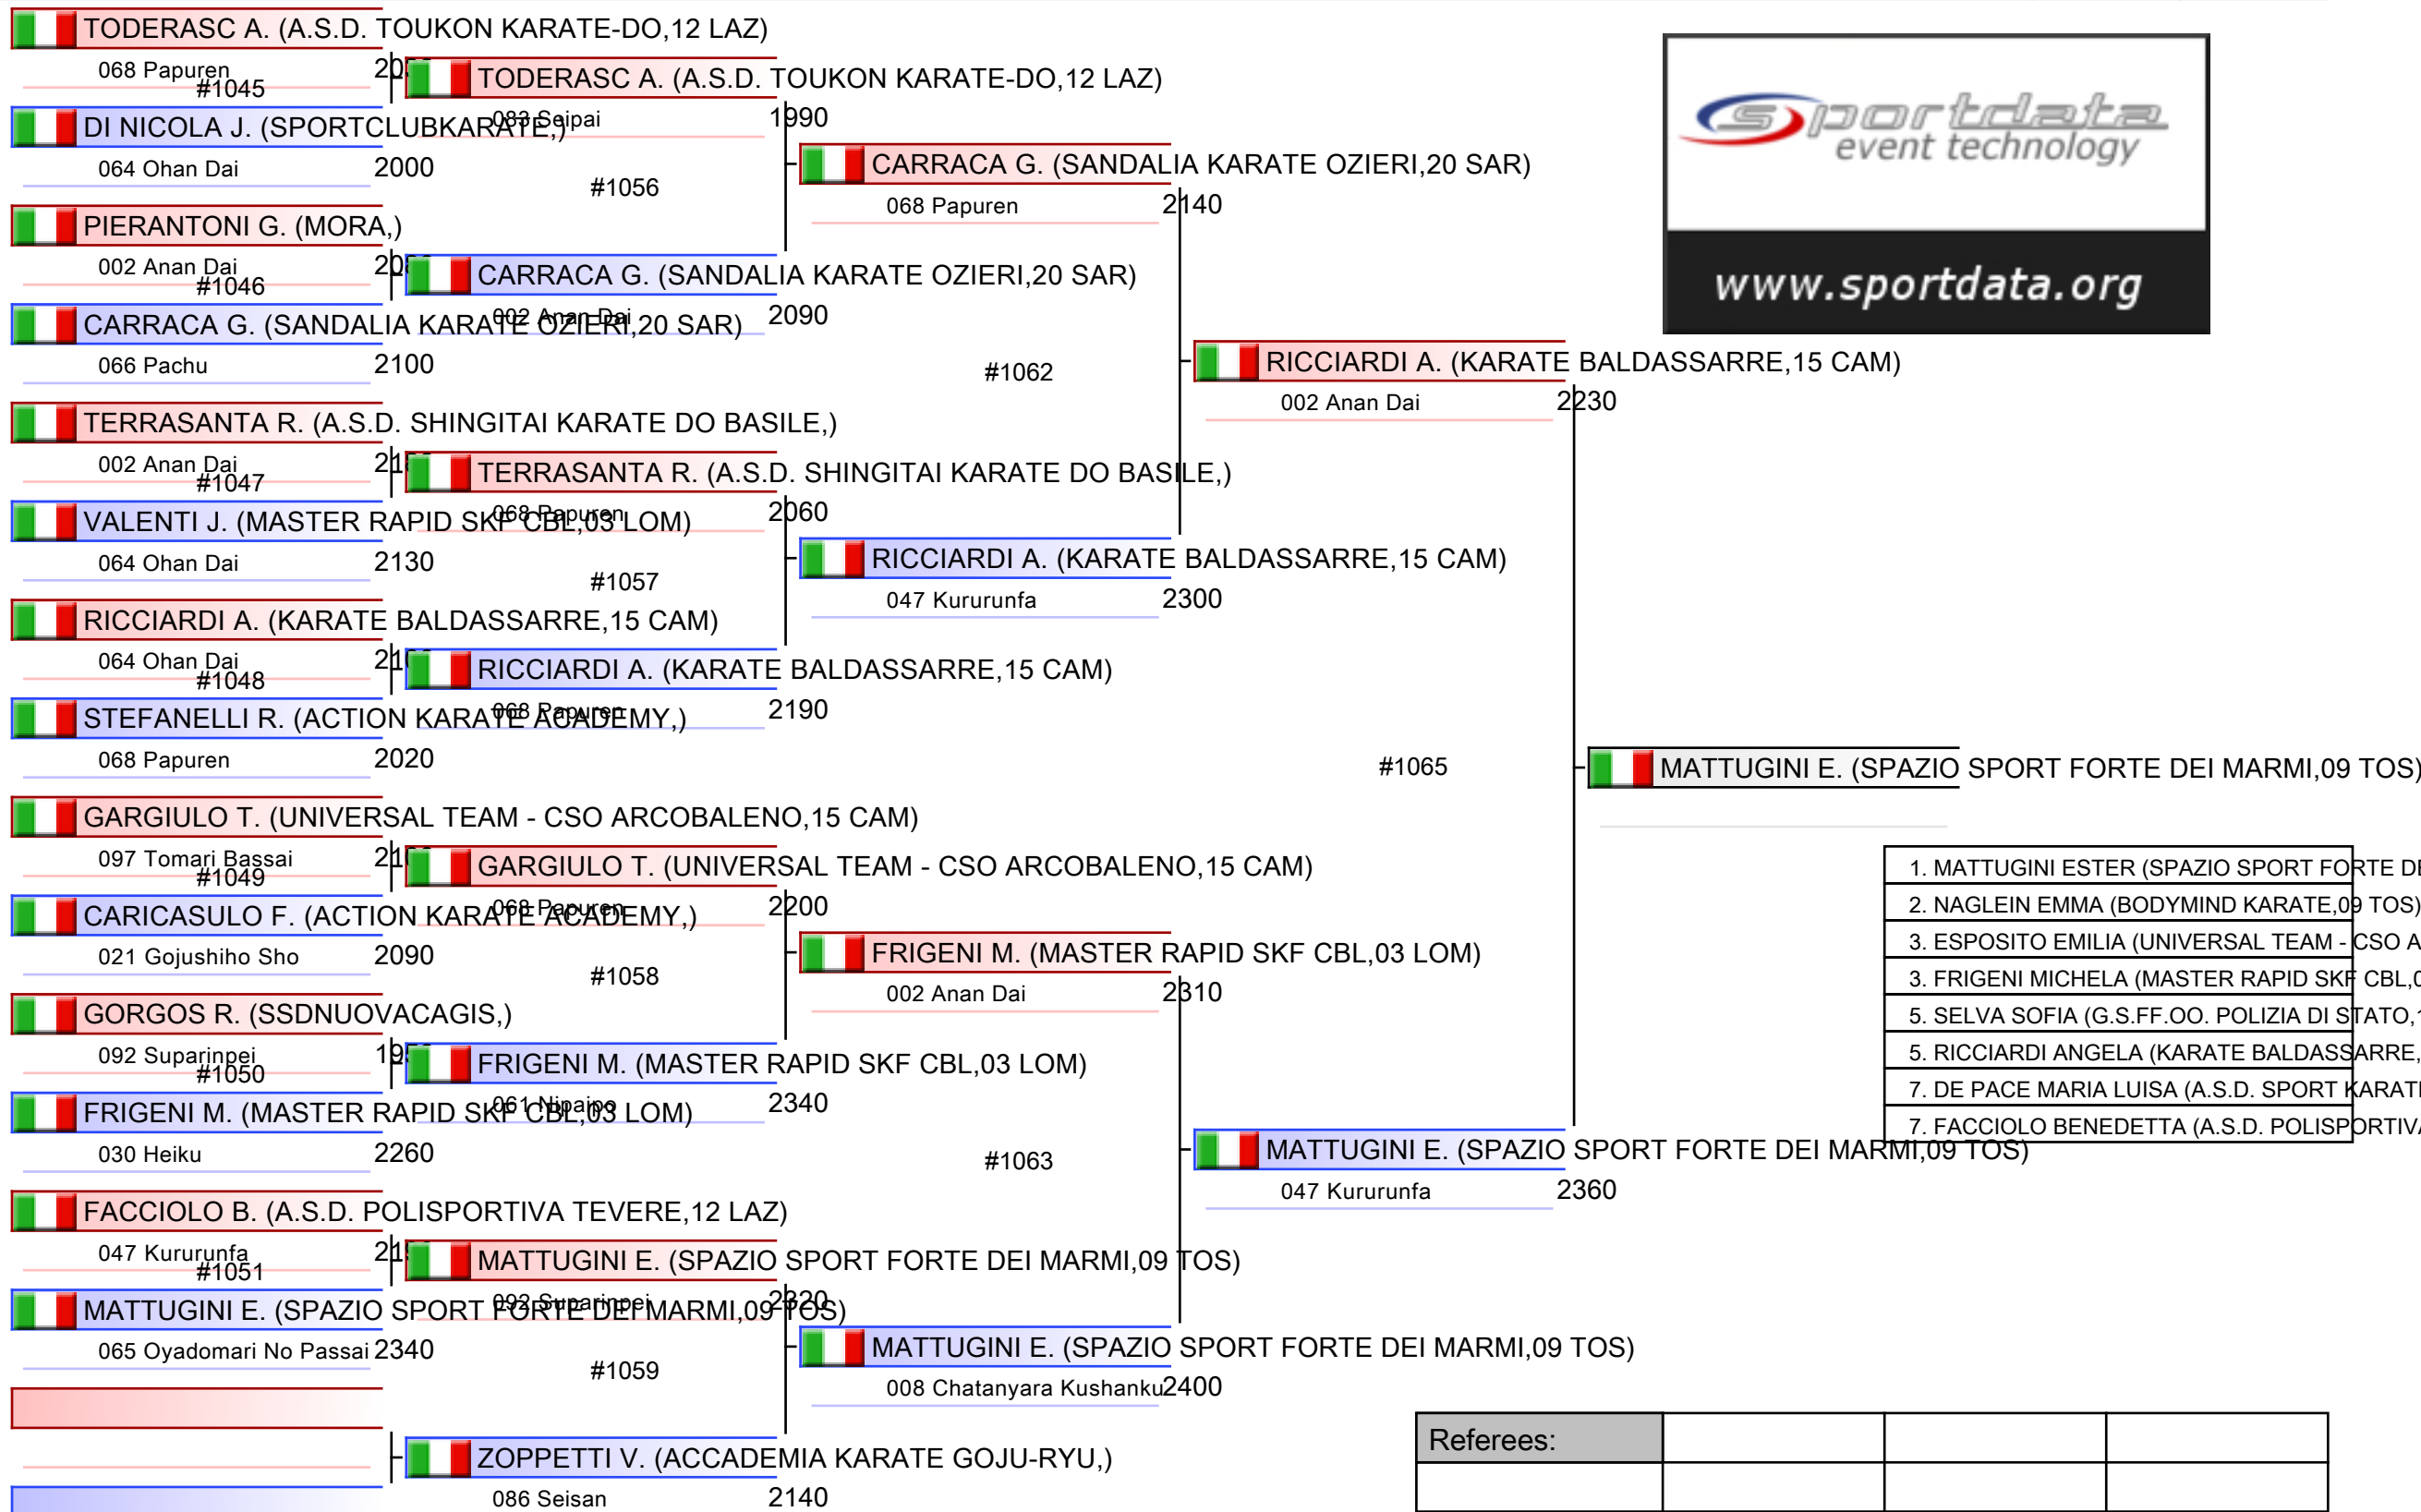 TODERASC A. (A.S.D. TOUKON KARATE-DO,12 LAZ)
068 Papuren
#1045
DI NICOLA J. (SPORTCLUBKARATE,)
064 Ohan Dai 2000
PIERANTONI G. (MORA,)
002 Anan Dai
#1046
CARRACA G. (SANDALIA KARATE OZIERI,20 SAR)
066 Pachu 2100
TERRASANTA R. (A.S.D. SHINGITAI KARATE DO BASILE,)
002 Anan Dai
#1047
VALENTI J. (MASTER RAPID SKF CBL,03 LOM)
064 Ohan Dai 2130
RICCIARDI A. (KARATE BALDASSARRE,15 CAM)
064 Ohan Dai
#1048
STEFANELLI R. (ACTION KARATE ACADEMY,)
068 Papuren 2020
GARGIULO T. (UNIVERSAL TEAM - CSO ARCOBALENO,15 CAM)
097 Tomari Bassai
#1049
CARICASULO F. (ACTION KARATE ACADEMY,)
021 Gojushiho Sho 2090
GORGOS R. (SSDNUOVACAGIS,)
092 Suparinpei
#1050
FRIGENI M. (MASTER RAPID SKF CBL,03 LOM)
030 Heiku 2260
FACCIOLO B. (A.S.D. POLISPORTIVA TEVERE,12 LAZ)
047 Kururunfa
#1051
MATTUGINI E. (SPAZIO SPORT FORTE DEI MARMI,09 TOS)
065 Oyadomari No Passai 2340
TODERASC A. (A.S.D. TOUKON KARATE-DO,12 LAZ)
083 Seipai 1990
#1056
CARRACA G. (SANDALIA KARATE OZIERI,20 SAR)
002 Anan Dai 2090
TERRASANTA R. (A.S.D. SHINGITAI KARATE DO BASILE,)
068 Papuren 2060
#1057
RICCIARDI A. (KARATE BALDASSARRE,15 CAM)
068 Papuren 2190
GARGIULO T. (UNIVERSAL TEAM - CSO ARCOBALENO,15 CAM)
068 Papuren 2200
#1058
FRIGENI M. (MASTER RAPID SKF CBL,03 LOM)
061 Nipaipo 2340
MATTUGINI E. (SPAZIO SPORT FORTE DEI MARMI,09 TOS)
092 Suparinpei 2320
#1059
ZOPPETTI V. (ACCADEMIA KARATE GOJU-RYU,)
086 Seisan 2140
CARRACA G. (SANDALIA KARATE OZIERI,20 SAR)
068 Papuren 2140
#1062
RICCIARDI A. (KARATE BALDASSARRE,15 CAM)
047 Kururunfa 2300
FRIGENI M. (MASTER RAPID SKF CBL,03 LOM)
002 Anan Dai 2310
#1063
MATTUGINI E. (SPAZIO SPORT FORTE DEI MARMI,09 TOS)
008 Chatanyara Kushanku 2400
RICCIARDI A. (KARATE BALDASSARRE,15 CAM)
002 Anan Dai 2230
#1065
MATTUGINI E. (SPAZIO SPORT FORTE DEI MARMI,09 TOS)
047 Kururunfa 2360
MATTUGINI E. (SPAZIO SPORT FORTE DEI MARMI,09 TOS)
sportdata
event technology
www.sportdata.org
1. MATTUGINI ESTER (SPAZIO SPORT FORTE
2. NAGLEIN EMMA (BODYMIND KARATE,09 TOS)
3. ESPOSITO EMILIA (UNIVERSAL TEAM - CSO
3. FRIGENI MICHELA (MASTER RAPID SKF CBL,
5. SELVA SOFIA (G.S.FF.OO. POLIZIA DI STATO,
5. RICCIARDI ANGELA (KARATE BALDASSARRE,
7. DE PACE MARIA LUISA (A.S.D. SPORT
7. FACCIOLO BENEDETTA (A.S.D.
Referees: